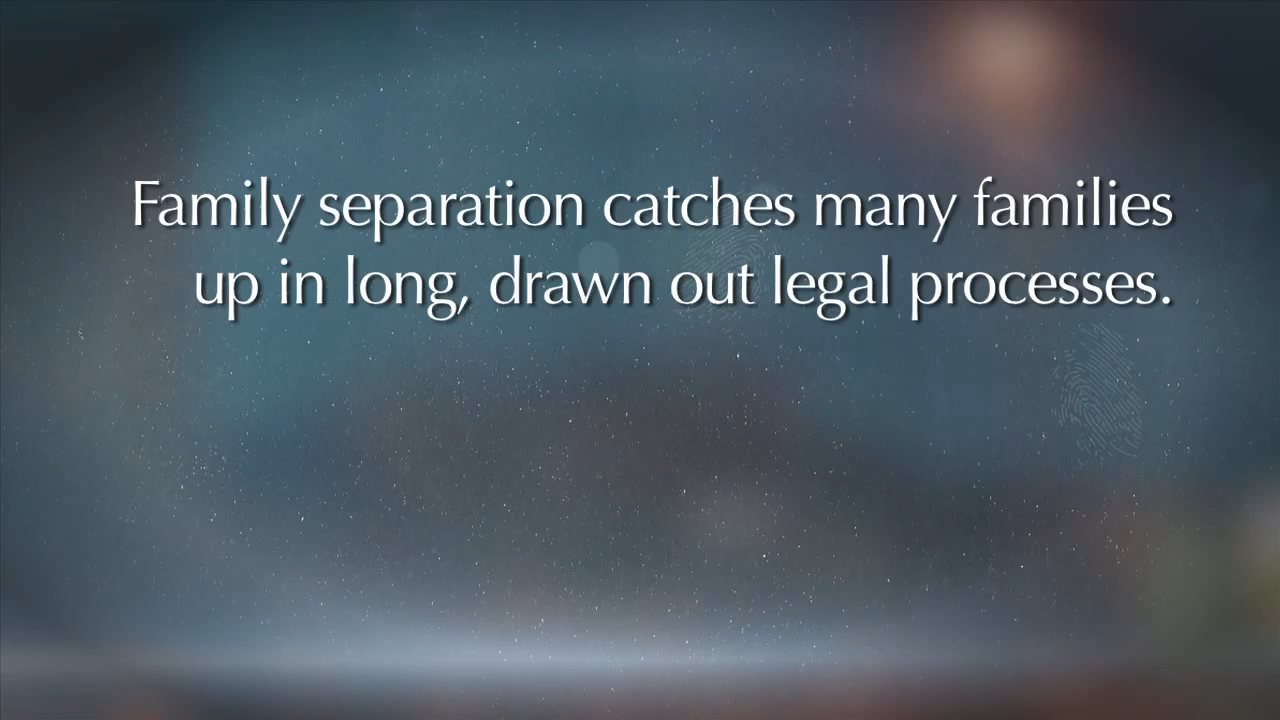 Family separation catches many families
up in long, drawn out legal processes.